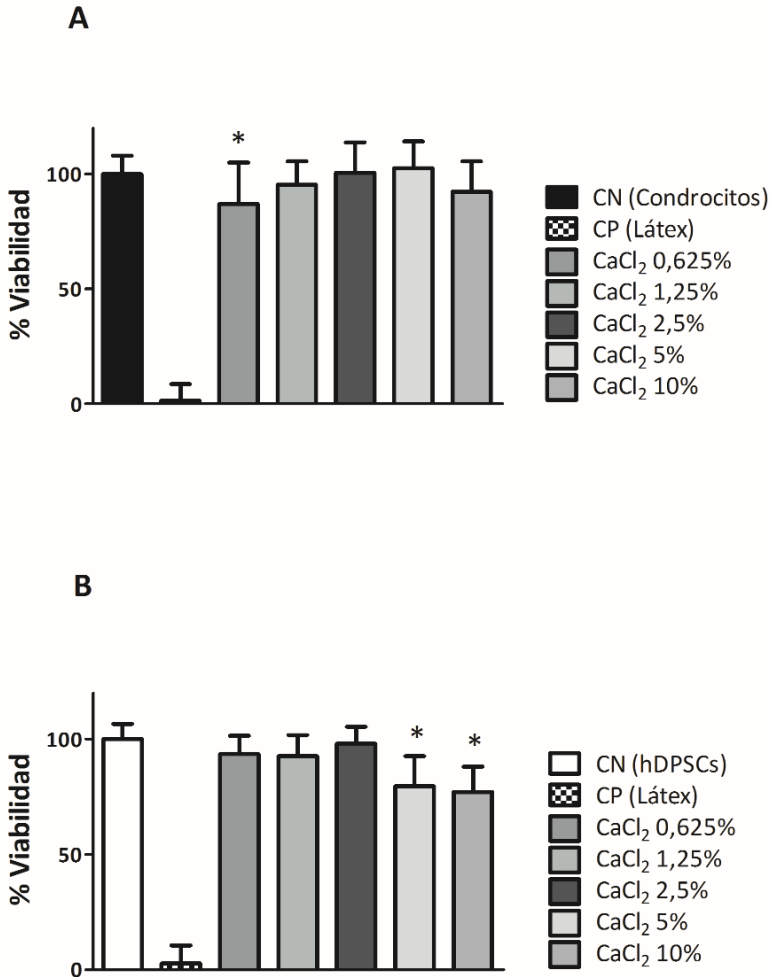 A
% Viabilidad
100
50
0
*
CN (Condrocitos)
CP (Látex)
CaCl₂ 0,625%
CaCl₂ 1,25%
CaCl₂ 2,5%
CaCl₂ 5%
CaCl₂ 10%
B
% Viabilidad
100
50
0
*
*
CN (hDPSCs)
CP (Látex)
CaCl₂ 0,625%
CaCl₂ 1,25%
CaCl₂ 2,5%
CaCl₂ 5%
CaCl₂ 10%